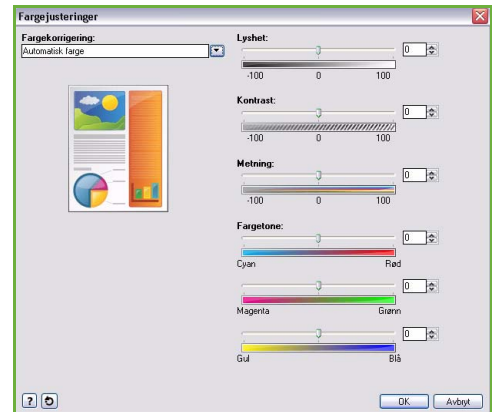 Fargejusteringer
Fargekorrigering:
Automatisk farge
Lyshet:
0
-100 0 100
Kontrast:
0
-100 0 100
Metning:
0
-100 0 100
Fargetone:
0
Cyan Rød
0
Magenta Grønn
0
Gul Blå
? OK Avbryt